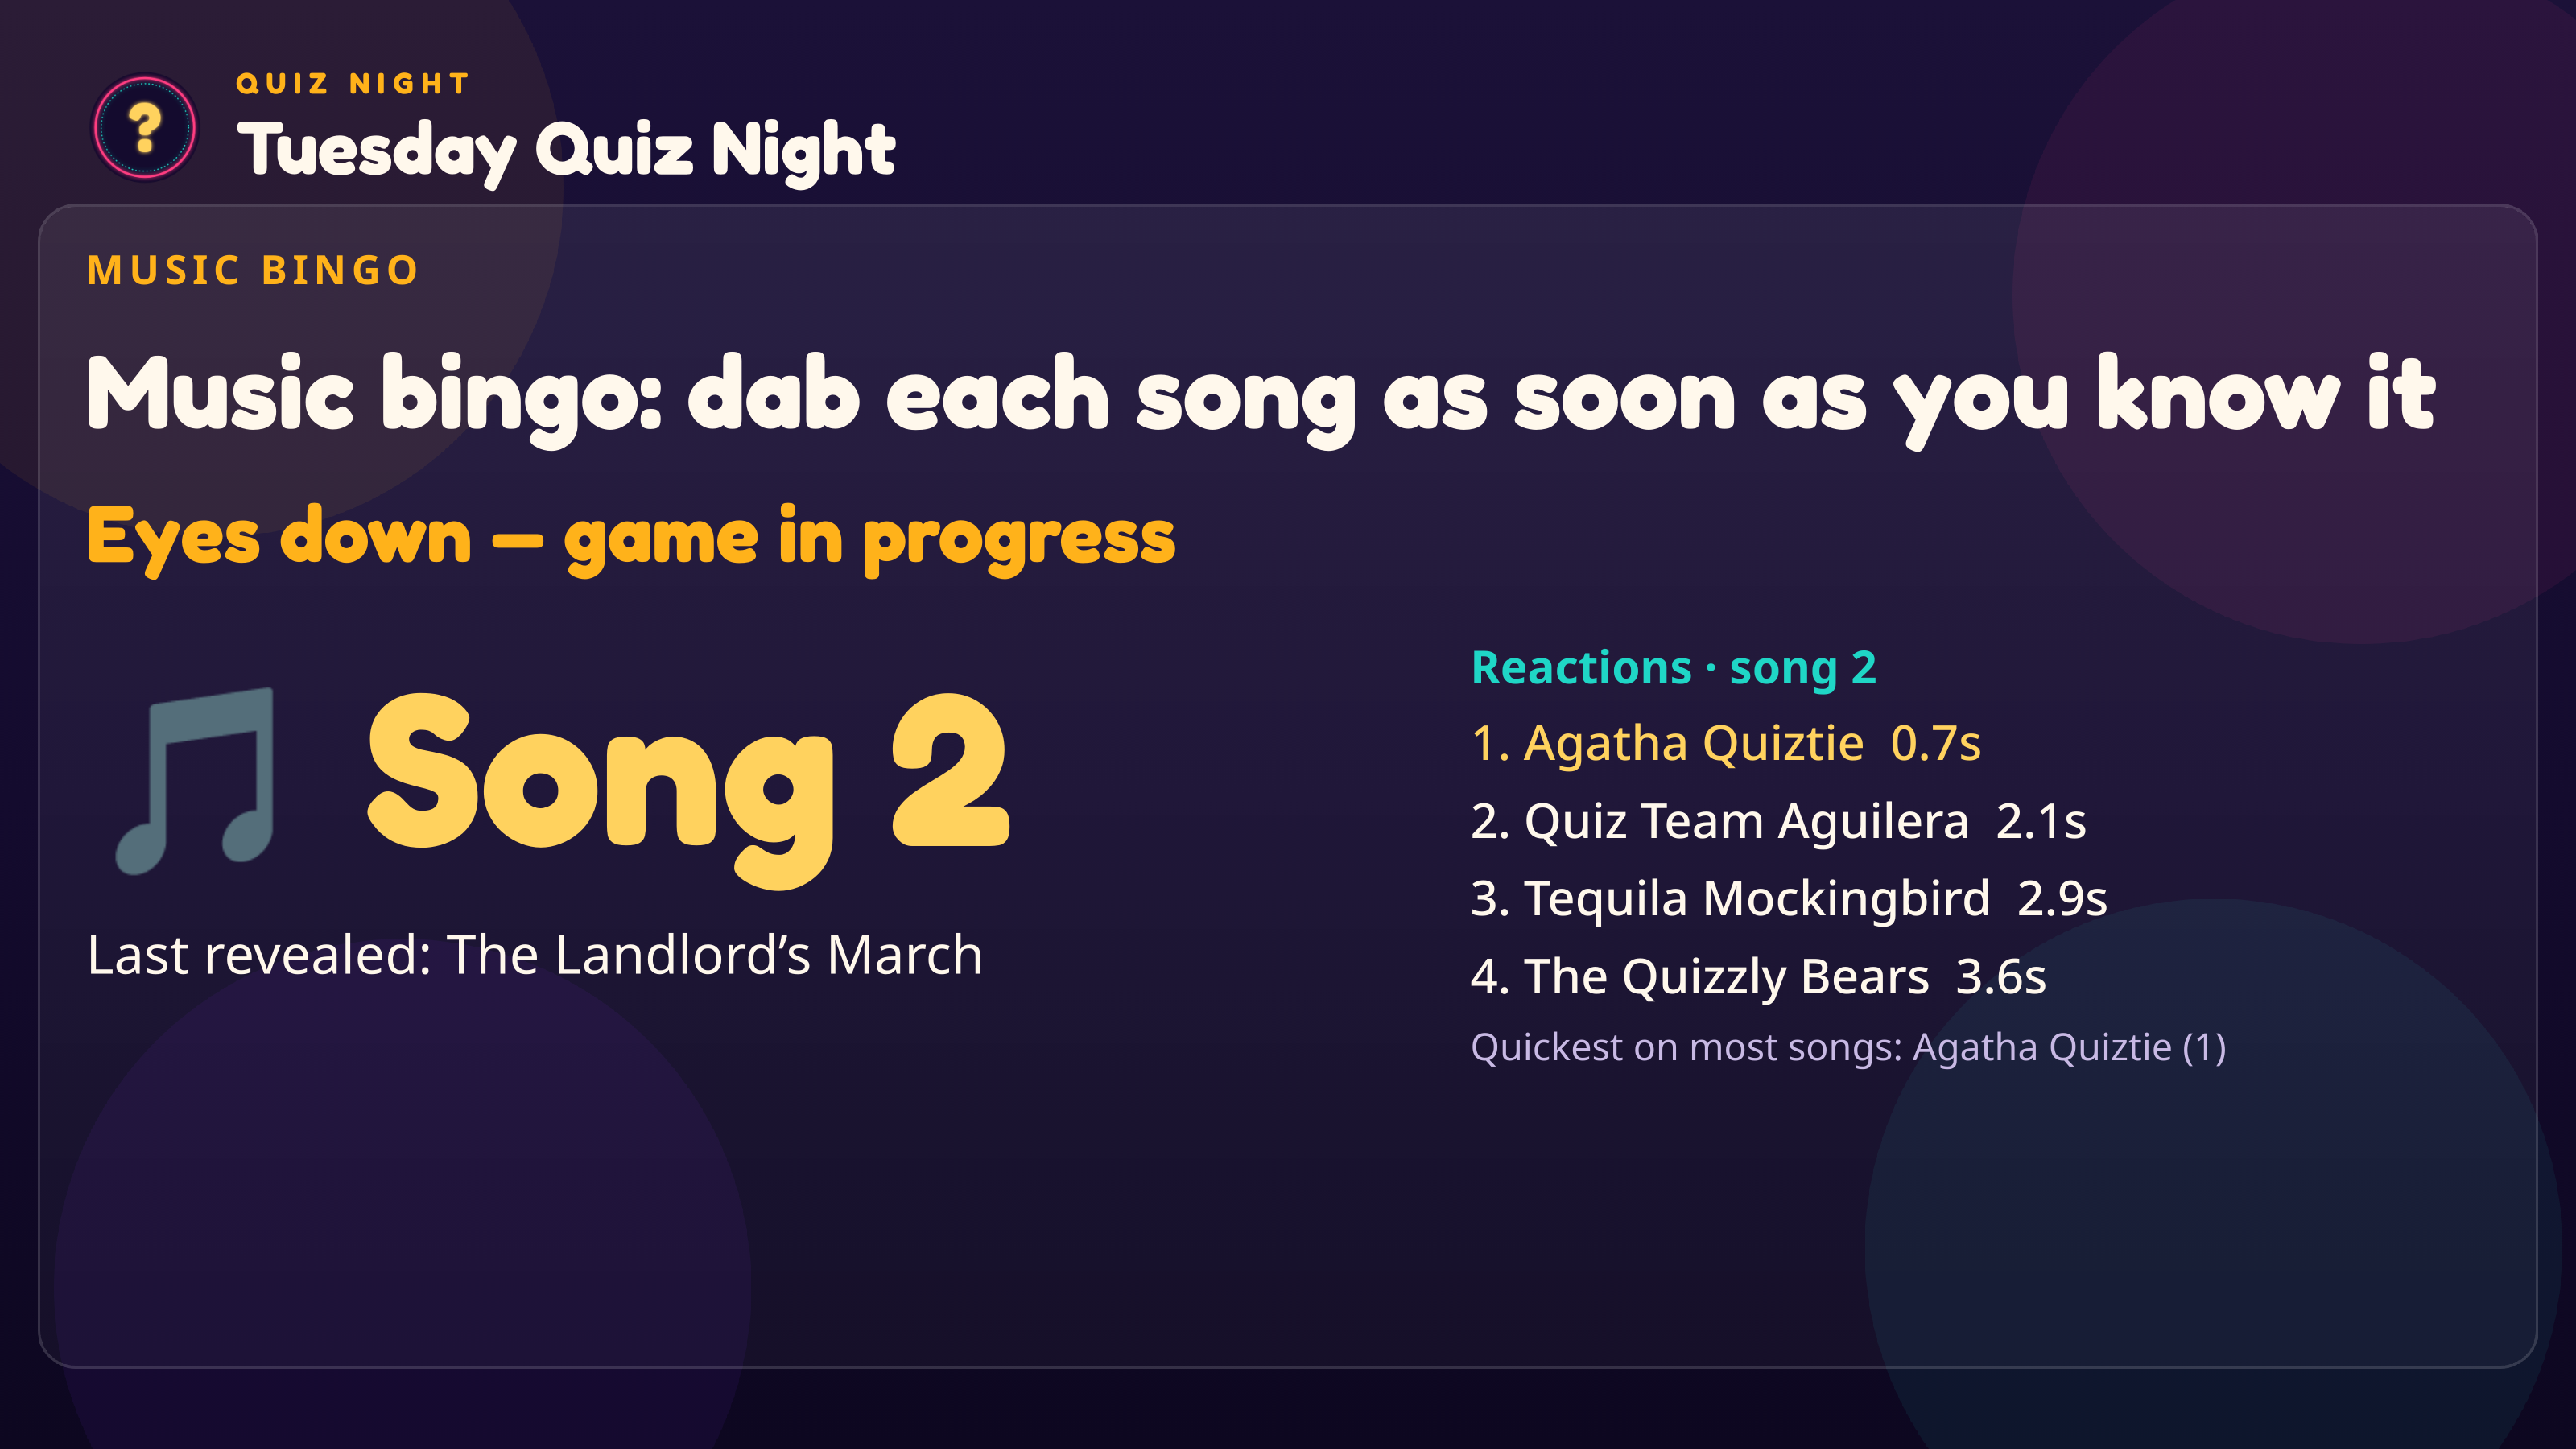 ?
QUIZ NIGHT
Tuesday Quiz Night
MUSIC BINGO
Music bingo: dab each song as soon as you know it
Eyes down — game in progress
Song 2
Last revealed: The Landlord’s March
Reactions · song 2
1. Agatha Quiztie 0.7s
2. Quiz Team Aguilera 2.1s
3. Tequila Mockingbird 2.9s
4. The Quizzly Bears 3.6s
Quickest on most songs: Agatha Quiztie (1)